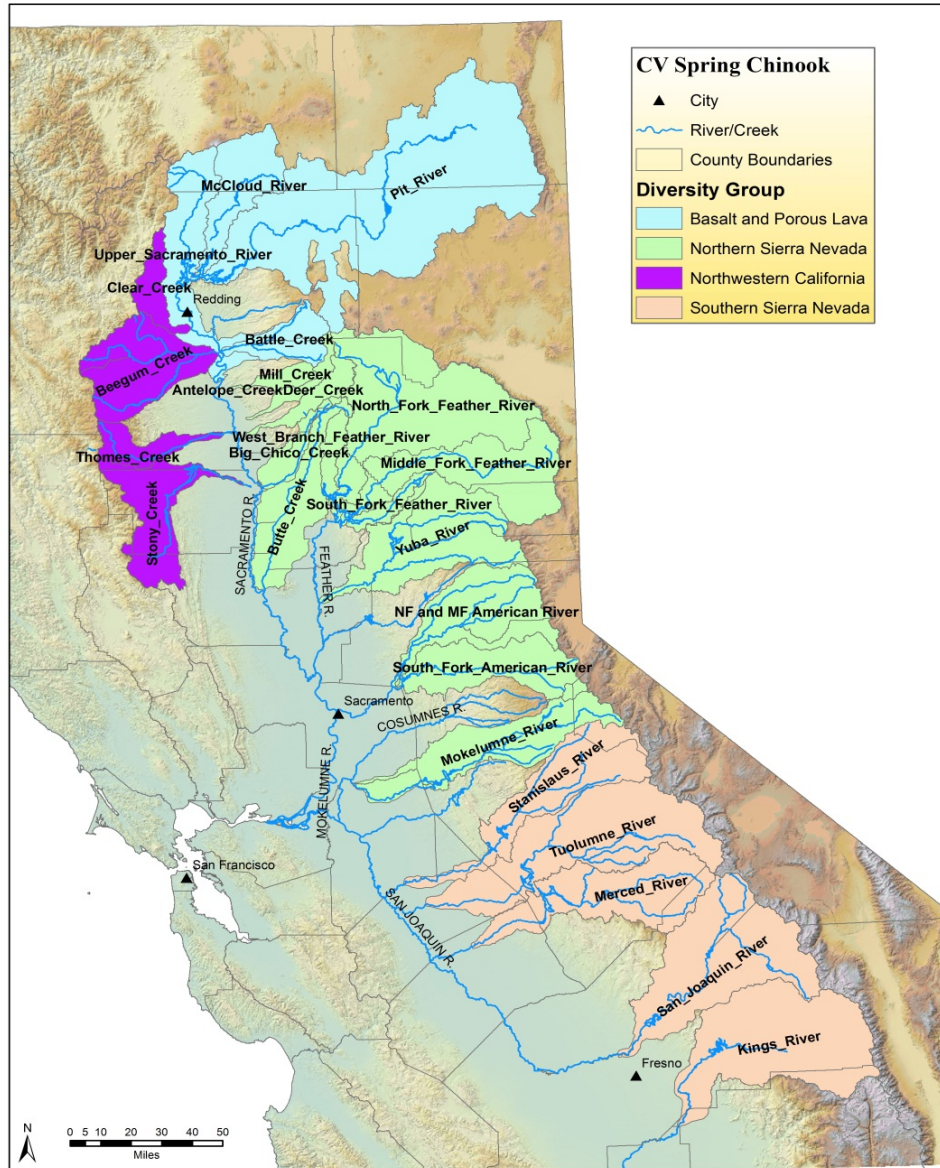 CV Spring Chinook
City
River/Creek
County Boundaries
Diversity Group
Basalt and Porous Lava
Northern Sierra Nevada
Northwestern California
Southern Sierra Nevada
McCloud_River
Pit_River
Upper_Sacramento_River
Clear_Creek
Redding
Battle_Creek
Beegum_Creek
Mill_Creek
Antelope_CreekDeer_Creek
North_Fork_Feather_River
West_Branch_Feather_River
Big_Chico_Creek
Thomes_Creek
Middle_Fork_Feather_River
South_Fork_Feather_River
Stony_Creek
Butte_Creek
SACRAMENTO R.
FEATHER R.
Yuba_River
NF and MF American River
South_Fork_American_River
Sacramento
COSUMNES R.
MOKELUMNE R.
Mokelumne_River
Stanislaus_River
Tuolumne_River
Merced_River
San Francisco
SAN JOAQUIN R.
San_Joaquin_River
Kings_River
Fresno
N
0 5 10 20 30 40 50
Miles